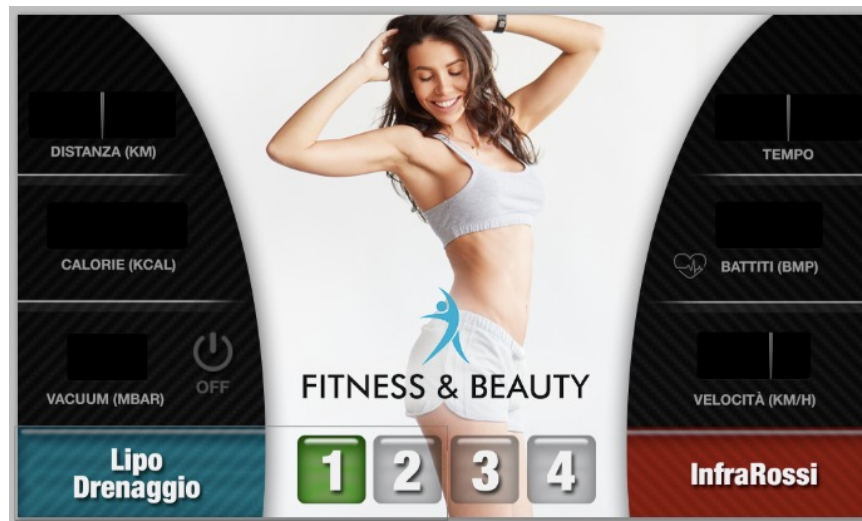 DISTANZA (KM)
TEMPO
CALORIE (KCAL)
BATTITI (BMP)
VACUUM (MBAR)
OFF
FITNESS & BEAUTY
VELOCITÀ (KM/H)
Lipo
Drenaggio
1 2 3 4
InfraRossi